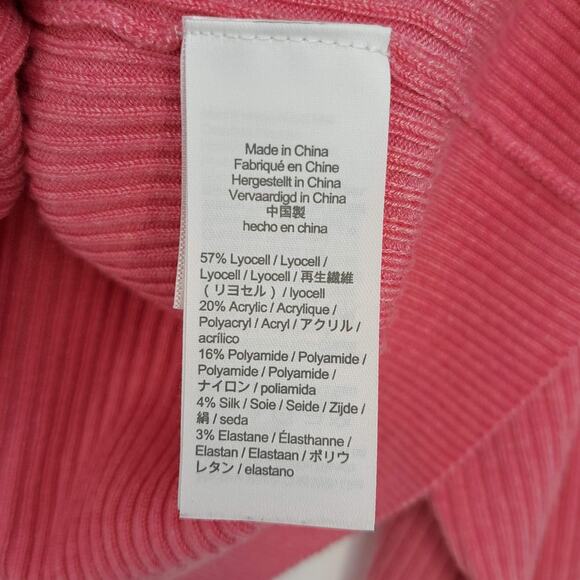 Made in China
Fabriqué en Chine
Hergestellt in China
Vervaardigd in China
中国製
hecho en china
57% Lyocell / Lyocell /
Lyocell / Lyocell / 再生繊維
（リヨセル）/ lyocell
20% Acrylic / Acrylique /
Polyacryl / Acryl / アクリル /
acrílico
16% Polyamide / Polyamide /
Polyamide / Polyamide /
ナイロン / poliamida
4% Silk / Soie / Seide / Zijde /
絹 / seda
3% Elastane / Élasthanne /
Elastan / Elastaan / ポリウ
レタン / elastano